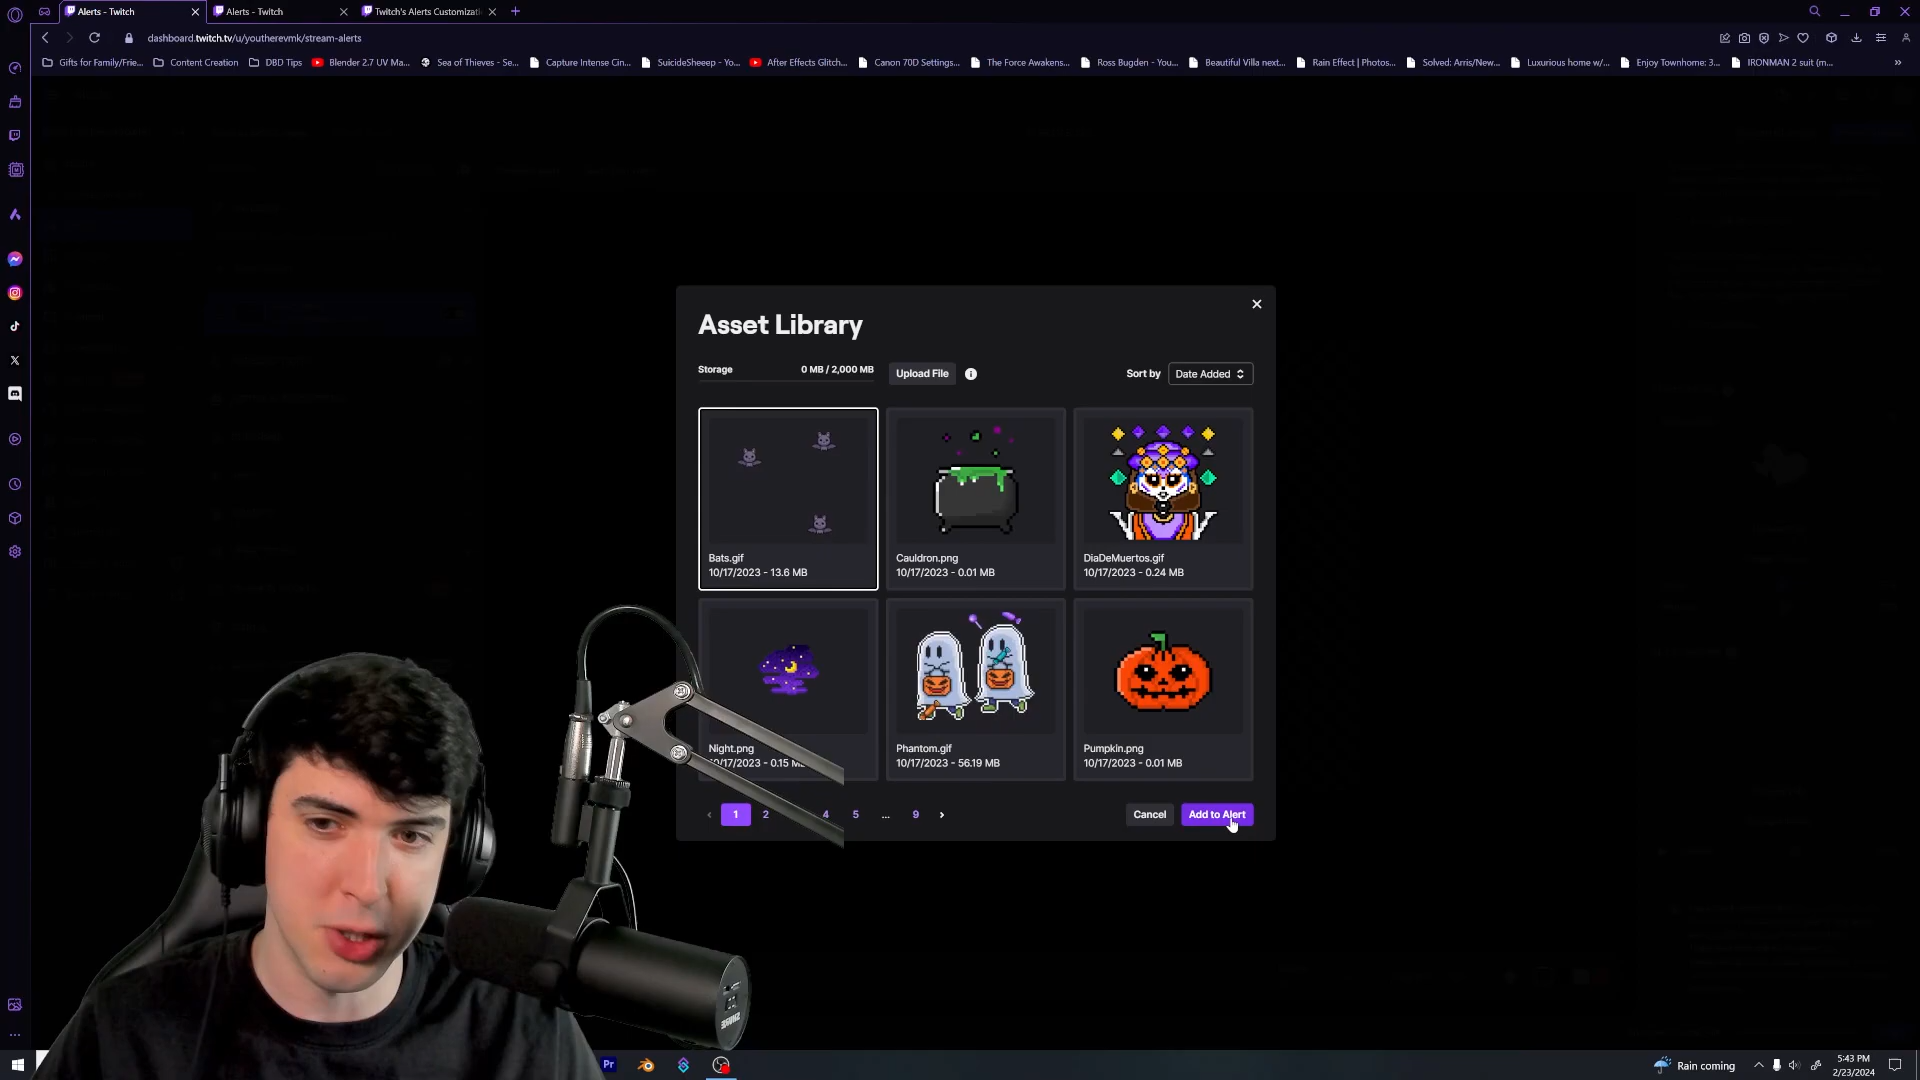 Alerts - Twitch
Alerts - Twitch
Twitch's Alerts Customizati
dashboard.twitch.tv/u/youtherevmk/stream-alerts
Gifts for Family/Frie...
Content Creation
DBD Tips
Blender 2.7 UV Ma...
Sea of Thieves - Se...
Capture Intense Cin...
SuicideSheeep - Yo...
After Effects Glitch...
Canon 70D Settings,...
The Force Awakens...
Ross Bugden - You...
Beautiful Villa next...
Rain Effect | Photos...
Solved: Arris/New...
Luxurious home w/...
Enjoy Townhome: 3...
IRONMAN 2 suit (m...
Asset Library
Storage
0 MB / 2,000 MB
Upload File
Sort by
Date Added
Bats.gif
10/17/2023 - 13.6 MB
Cauldron.png
10/17/2023 - 0.01 MB
DiaDeMuertos.gif
10/17/2023 - 0.24 MB
Night.png
10/17/2023 - 0.15
Phantom.gif
10/17/2023 - 56.19 MB
Pumpkin.png
10/17/2023 - 0.01 MB
1 2 4 5 ... 9
Cancel
Add to Alert
Pr
Rain coming
5:43 PM
2/23/2024